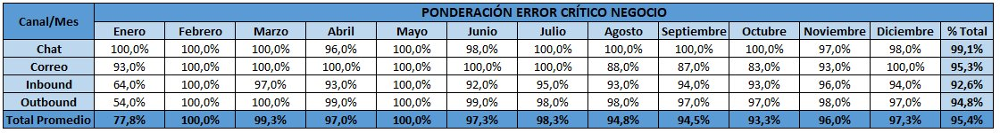 Canal/Mes PONDERACIÓN ERROR CRÍTICO NEGOCIO
Enero Febrero Marzo Abril Mayo Junio Julio Agosto Septiembre Octubre Noviembre Diciembre % Total
Chat 100,0% 100,0% 100,0% 96,0% 100,0% 98,0% 100,0% 100,0% 100,0% 100,0% 97,0% 98,0% 99,1%
Correo 93,0% 100,0% 100,0% 100,0% 100,0% 100,0% 100,0% 88,0% 87,0% 83,0% 93,0% 100,0% 95,3%
Inbound 64,0% 100,0% 97,0% 93,0% 100,0% 92,0% 95,0% 93,0% 94,0% 93,0% 96,0% 94,0% 92,6%
Outbound 54,0% 100,0% 100,0% 99,0% 100,0% 99,0% 98,0% 98,0% 97,0% 97,0% 98,0% 97,0% 94,8%
Total Promedio 77,8% 100,0% 99,3% 97,0% 100,0% 97,3% 98,3% 94,8% 94,5% 93,3% 96,0% 97,3% 95,4%